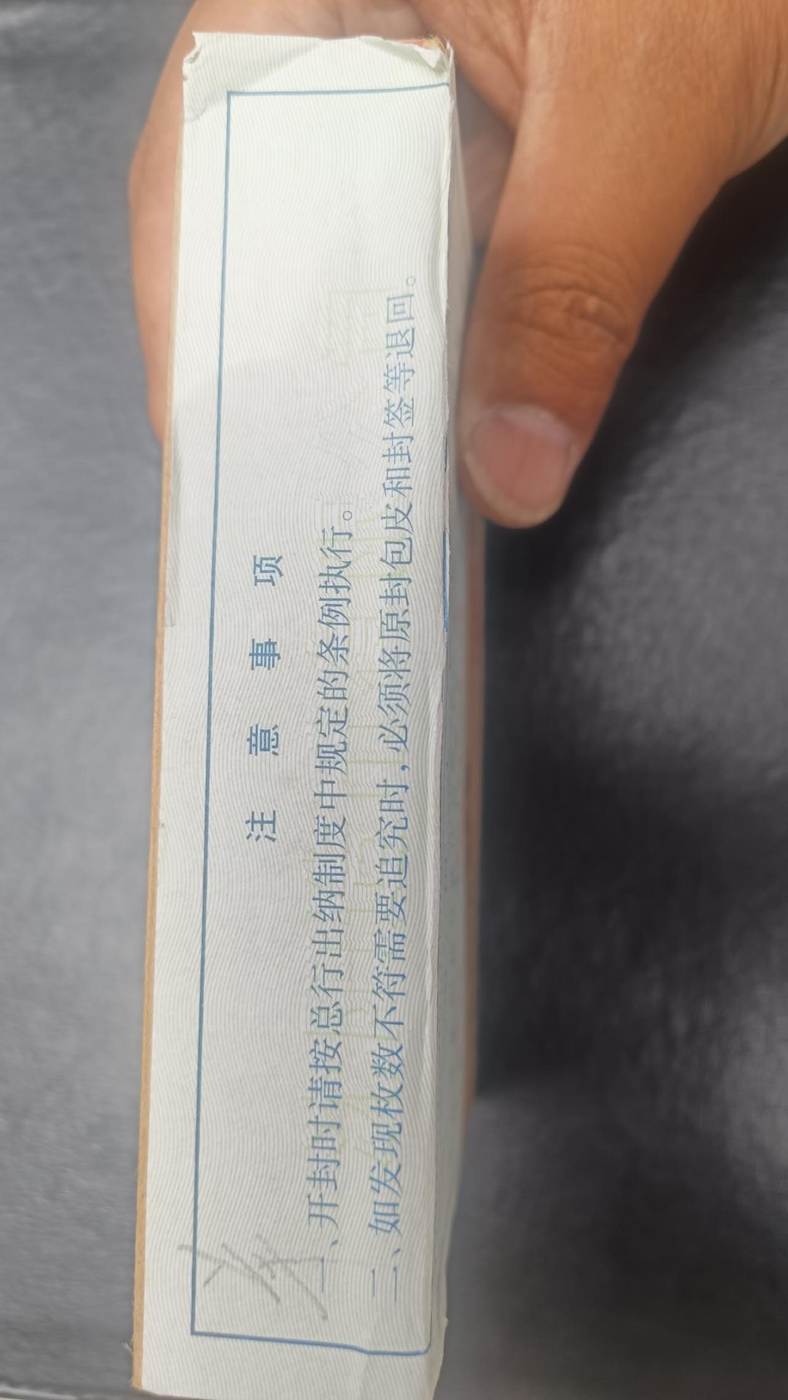 注意事项
一、开封时请按总行出纳制度中规定的条例执行。
二、如发现枚数不符需要追究时,必须将原封包皮和封签等退回。